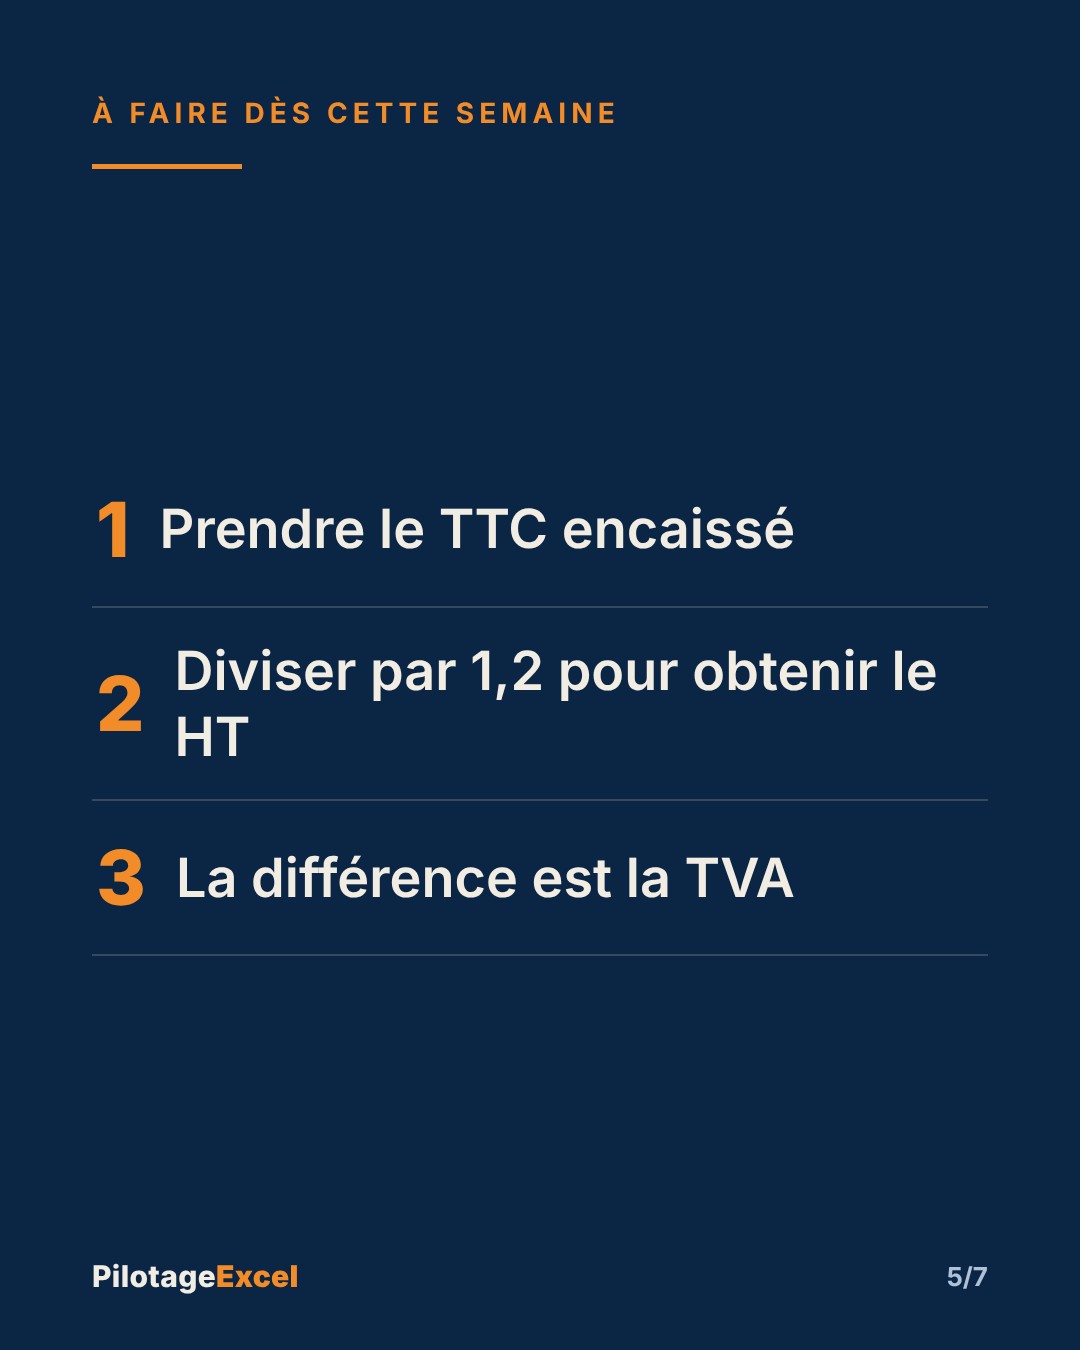 À FAIRE DÈS CETTE SEMAINE
1 Prendre le TTC encaissé
2 Diviser par 1,2 pour obtenir le
HT
3 La différence est la TVA
PilotageExcel
5/7